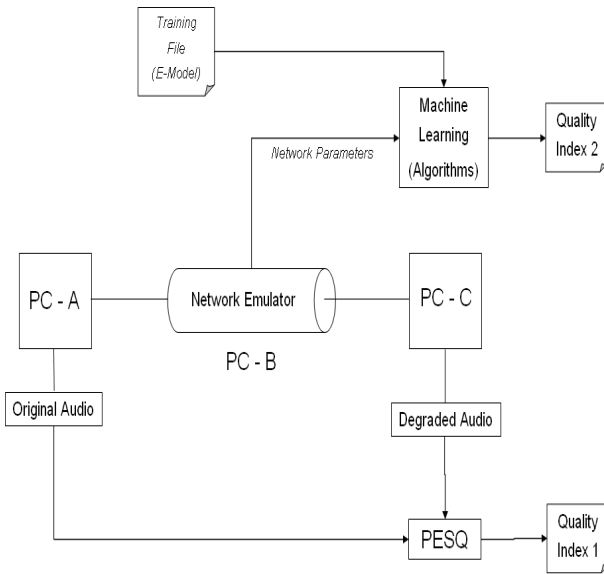 Training
File
(E-Model)
Machine
Learning
(Algorithms)
Quality
Index 2
Network Parameters
PC - A
Network Emulator
PC - C
PC - B
Original Audio
Degraded Audio
PESQ
Quality
Index 1